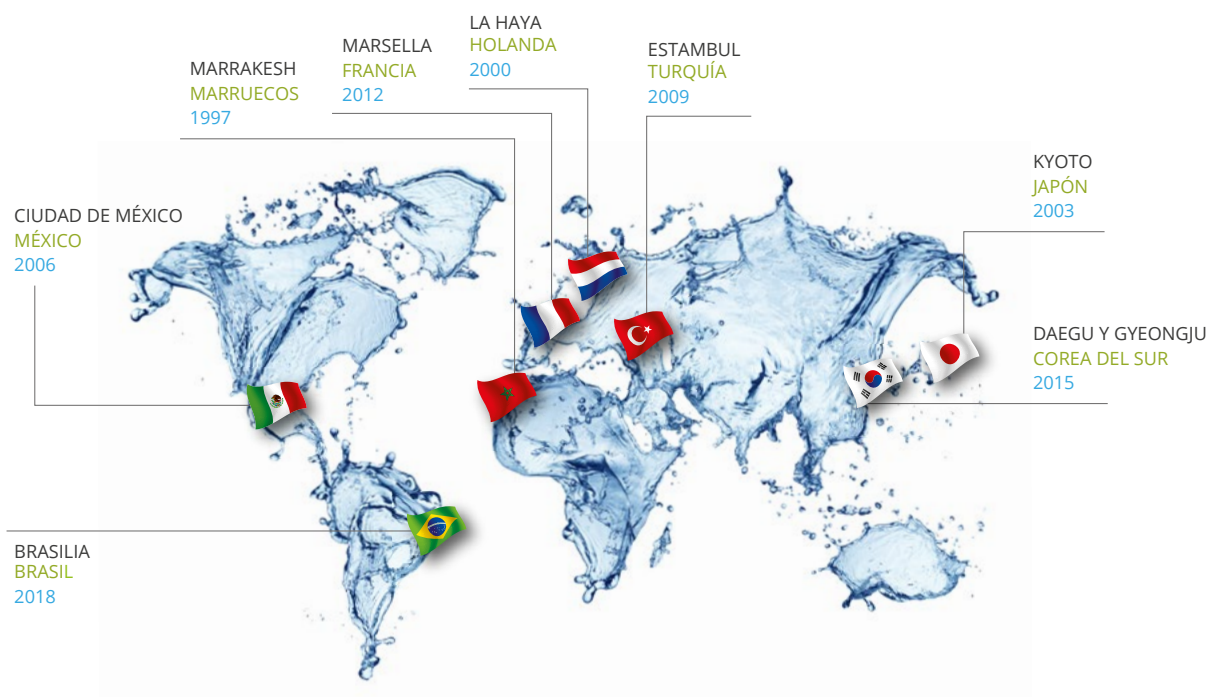 LA HAYA
HOLANDA
2000
MARSELLA
FRANCIA
2012
ESTAMBUL
TURQUÍA
2009
MARRAKESH
MARRUECOS
1997
KYOTO
JAPÓN
2003
CIUDAD DE MÉXICO
MÉXICO
2006
DAEGU Y GYEONGJU
COREA DEL SUR
2015
BRASILIA
BRASIL
2018